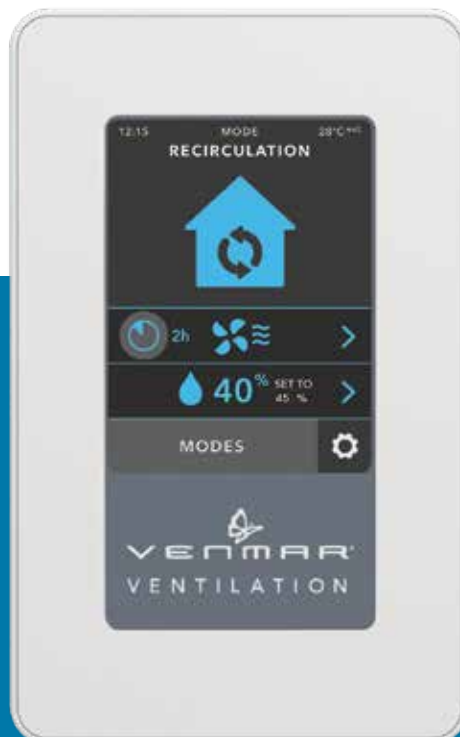 12:15 MODE 28°C
RECIRCULATION
2h
40% SET TO
45 %
MODES
VENMAR
VENTILATION